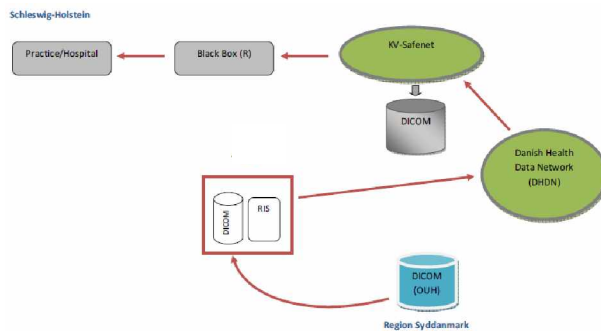 Schleswig-Holstein
Practice/Hospital
Black Box (R)
KV-Safenet
DICOM
Danish Health
Data Network
(DHDN)
DICOM
RIS
DICOM
(OUH)
Region Syddanmark